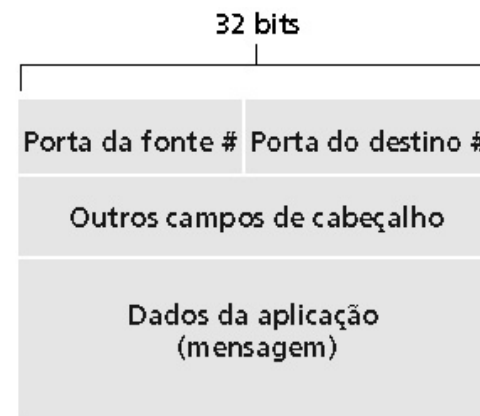 32 bits
Porta da fonte # Porta do destino #
Outros campos de cabeçalho
Dados da aplicação
(mensagem)